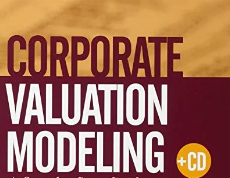 CORPORATE
VALUATION
MODELING
+CD